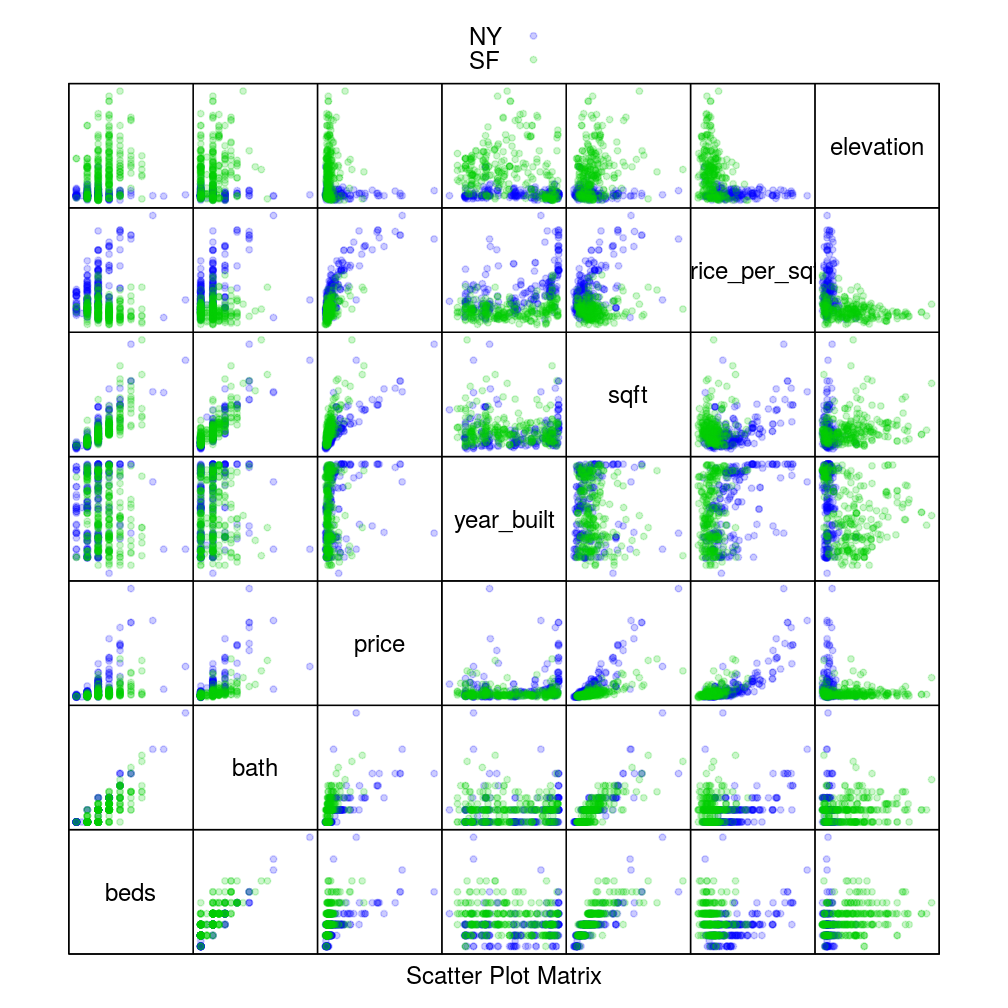 NY
SF
elevation
rice_per_sq
sqft
year_built
price
bath
beds
Scatter Plot Matrix